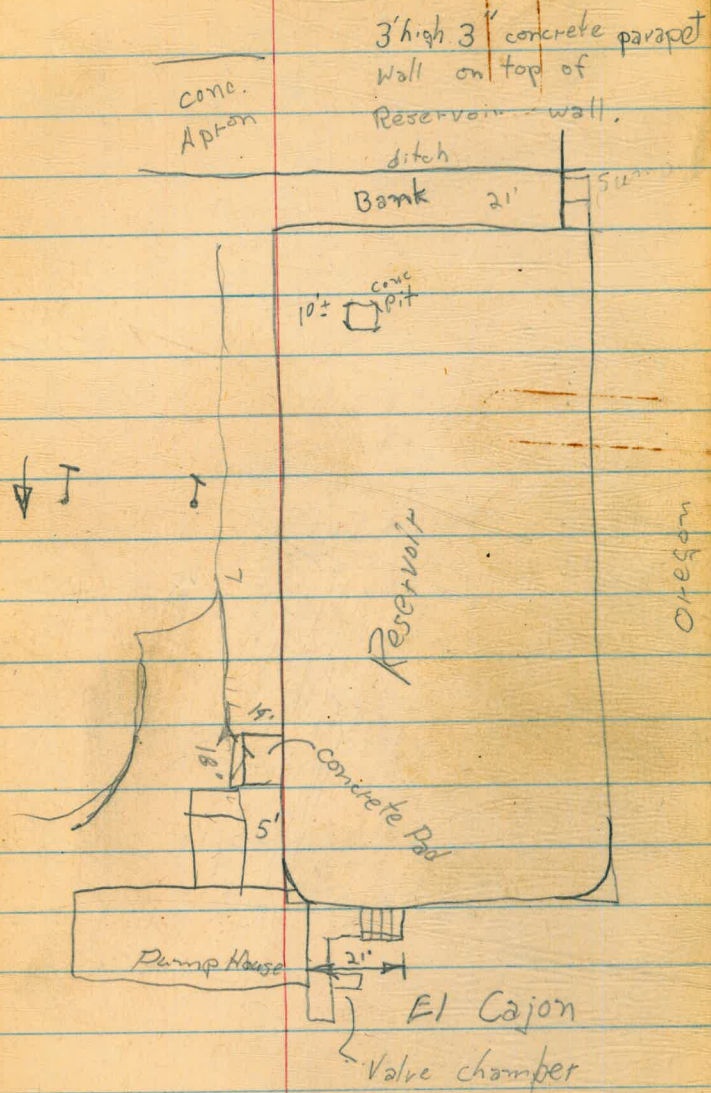 3' high 3" concrete parapet
Wall on top of
Reservoir wall.
conc.
Apron
ditch
Bank 21'
10'± conc
pit
Reservoir
Oregon
14'
18'
concrete Pad
5'
Pump House
21'
El Cajon
Valve chamber